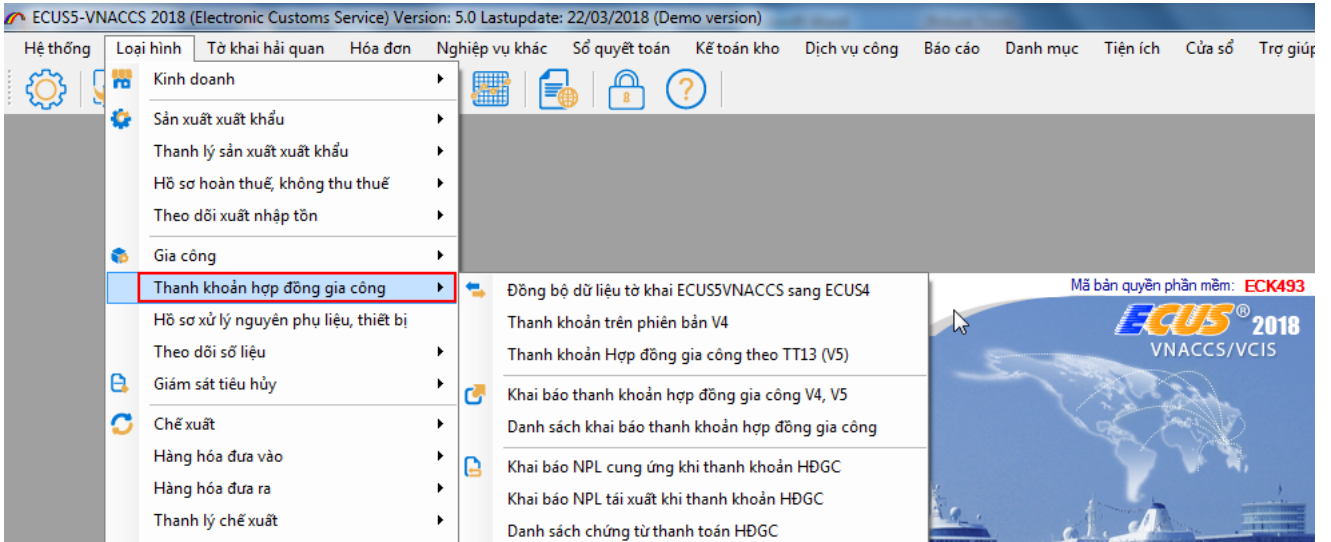 ECUS5-VNACCS 2018 (Electronic Customs Service) Version: 5.0 Lastupdate: 22/03/2018 (Demo version)
Hệ thống Loại hình Tờ khai hải quan Hóa đơn Nghiệp vụ khác Sổ quyết toán Kế toán kho Dịch vụ công Báo cáo Danh mục Tiện ích Cửa sổ Trợ giúp
Kinh doanh
Sản xuất xuất khẩu
Thanh lý sản xuất xuất khẩu
Hồ sơ hoàn thuế, không thu thuế
Theo dõi xuất nhập tồn
Gia công
Thanh khoản hợp đồng gia công
Hồ sơ xử lý nguyên phụ liệu, thiết bị
Theo dõi số liệu
Giám sát tiêu hủy
Chế xuất
Hàng hóa đưa vào
Hàng hóa đưa ra
Thanh lý chế xuất
Đồng bộ dữ liệu tờ khai ECUS5VNACCS sang ECUS4
Thanh khoản trên phiên bản V4
Thanh khoản Hợp đồng gia công theo TT13 (V5)
Khai báo thanh khoản hợp đồng gia công V4, V5
Danh sách khai báo thanh khoản hợp đồng gia công
Khai báo NPL cung ứng khi thanh khoản HĐGC
Khai báo NPL tái xuất khi thanh khoản HĐGC
Danh sách chứng từ thanh toán HĐGC
Mã bản quyền phần mềm: ECK493
ECUS® 2018
VNACCS/VCIS